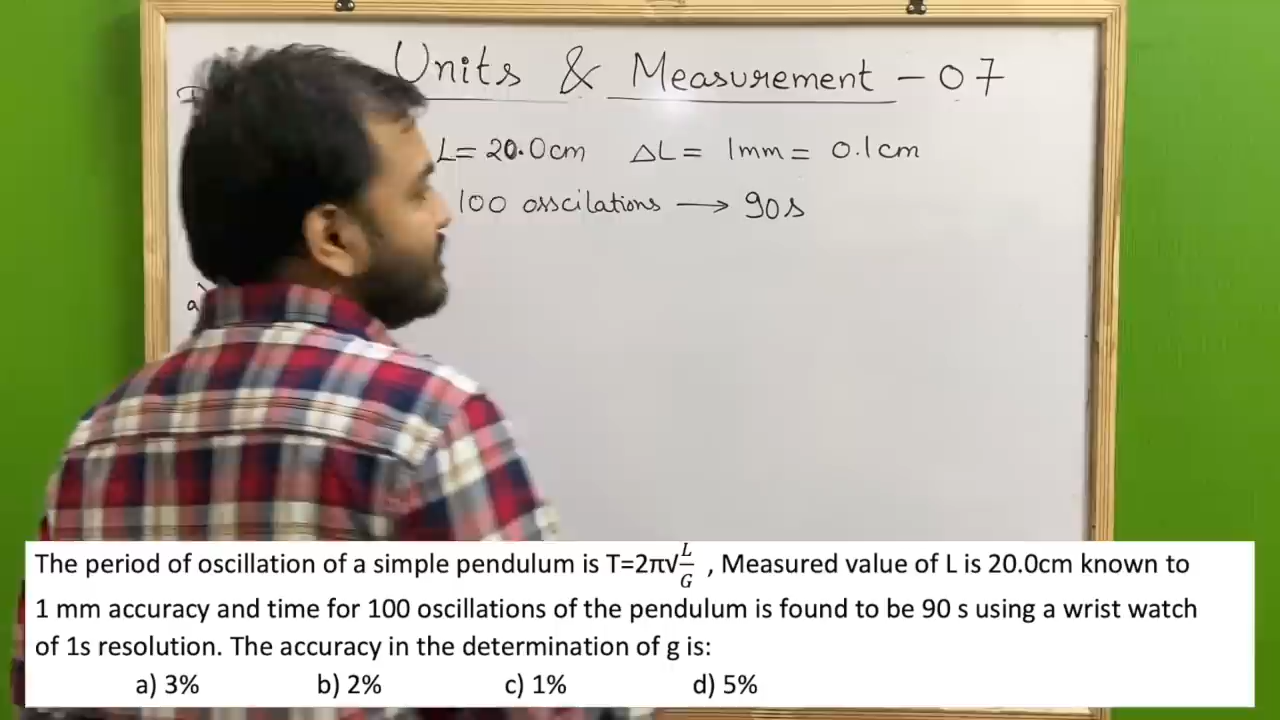 Units & Measurement - 07
L = 20.0cm ΔL = 1mm = 0.1cm
100 osscilations → 90s
The period of oscillation of a simple pendulum is T=2π√L/G , Measured value of L is 20.0cm known to
1 mm accuracy and time for 100 oscillations of the pendulum is found to be 90 s using a wrist watch
of 1s resolution. The accuracy in the determination of g is:
a) 3% b) 2% c) 1% d) 5%